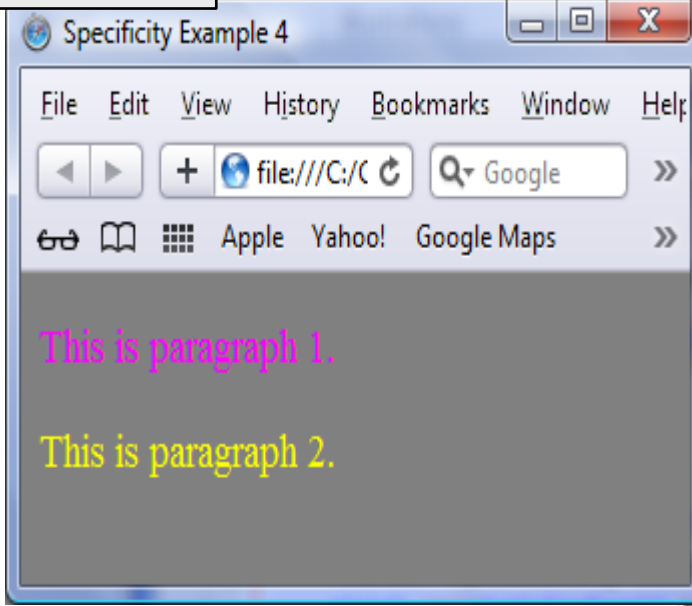 Specificity Example 4
File Edit View History Bookmarks Window Help
+ file:///C:/C Google »
Apple Yahoo! Google Maps »
This is paragraph 1.
This is paragraph 2.